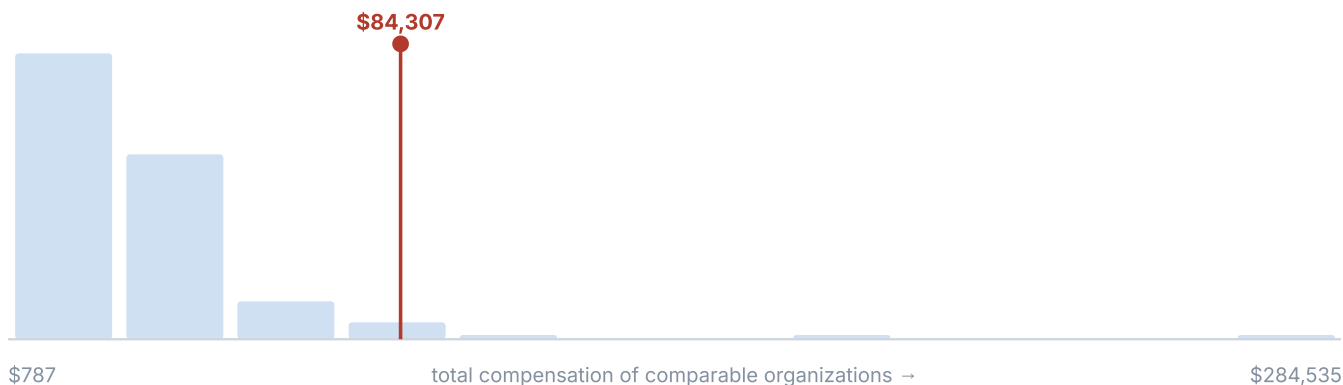 $84,307
$787 total compensation of comparable organizations → $284,535